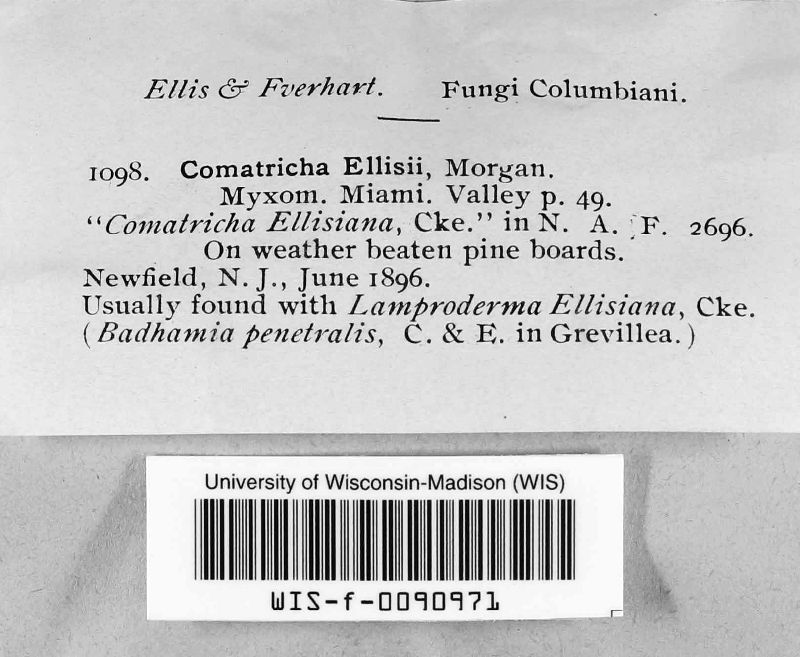 Ellis & Fverhart. Fungi Columbiani.
1098. Comatricha Ellisii, Morgan.
Myxom. Miami. Valley p. 49.
"Comatricha Ellisiana, Cke." in N. A. F. 2696.
On weather beaten pine boards.
Newfield, N. J., June 1896.
Usually found with Lamproderma Ellisiana, Cke.
(Badhamia penetralis, C. & E. in Grevillea.)
University of Wisconsin-Madison (WIS)
WIS-f-0090971